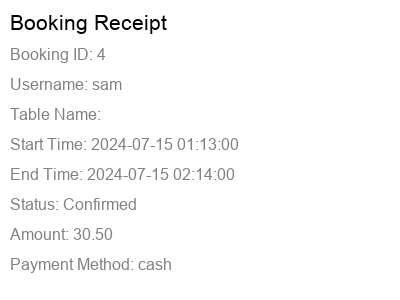 Booking Receipt
Booking ID: 4
Username: sam
Table Name:
Start Time: 2024-07-15 01:13:00
End Time: 2024-07-15 02:14:00
Status: Confirmed
Amount: 30.50
Payment Method: cash